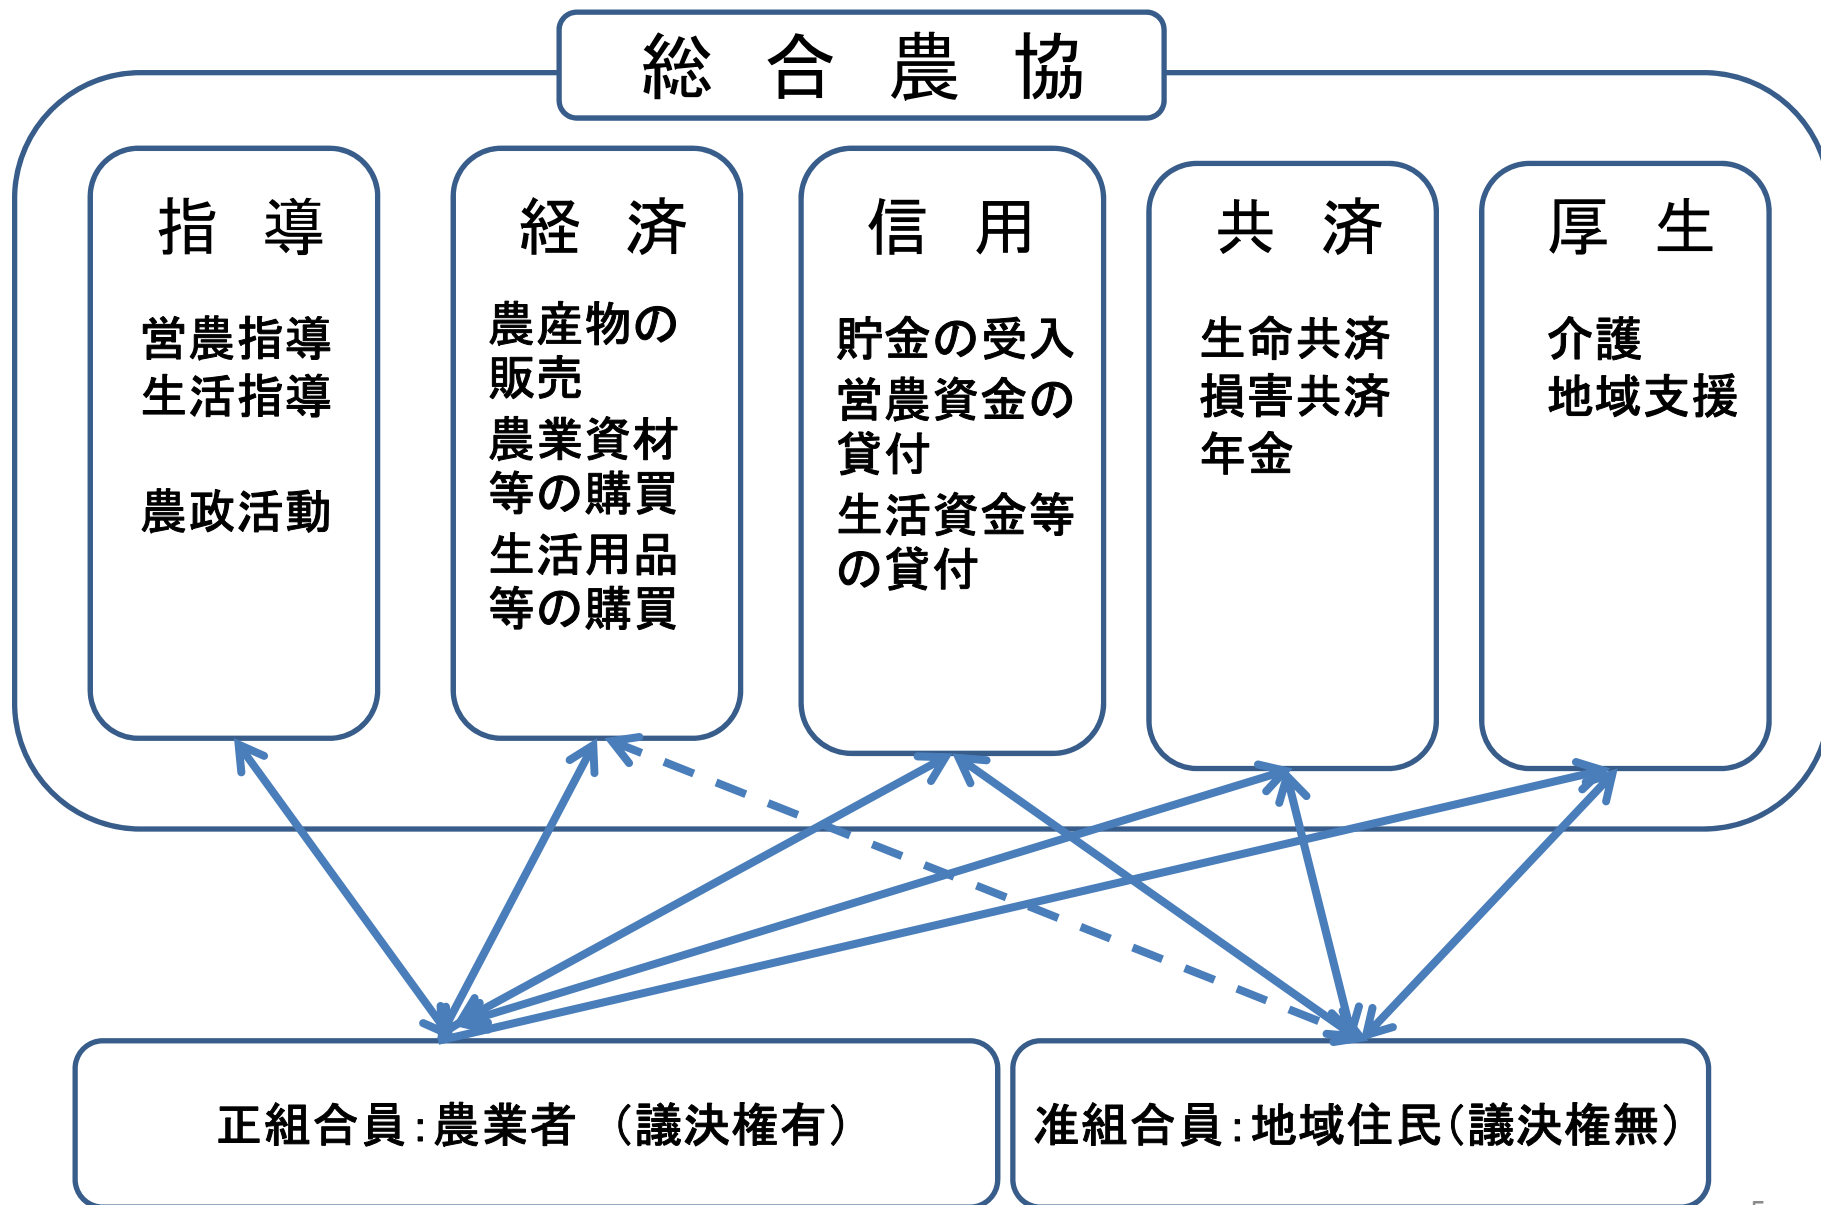 総合農協
指導
営農指導
生活指導
農政活動
経済
農産物の
販売
農業資材
等の購買
生活用品
等の購買
信用
貯金の受入
営農資金の
貸付
生活資金等
の貸付
共済
生命共済
損害共済
年金
厚生
介護
地域支援
正組合員：農業者 （議決権有）
准組合員：地域住民（議決権無）